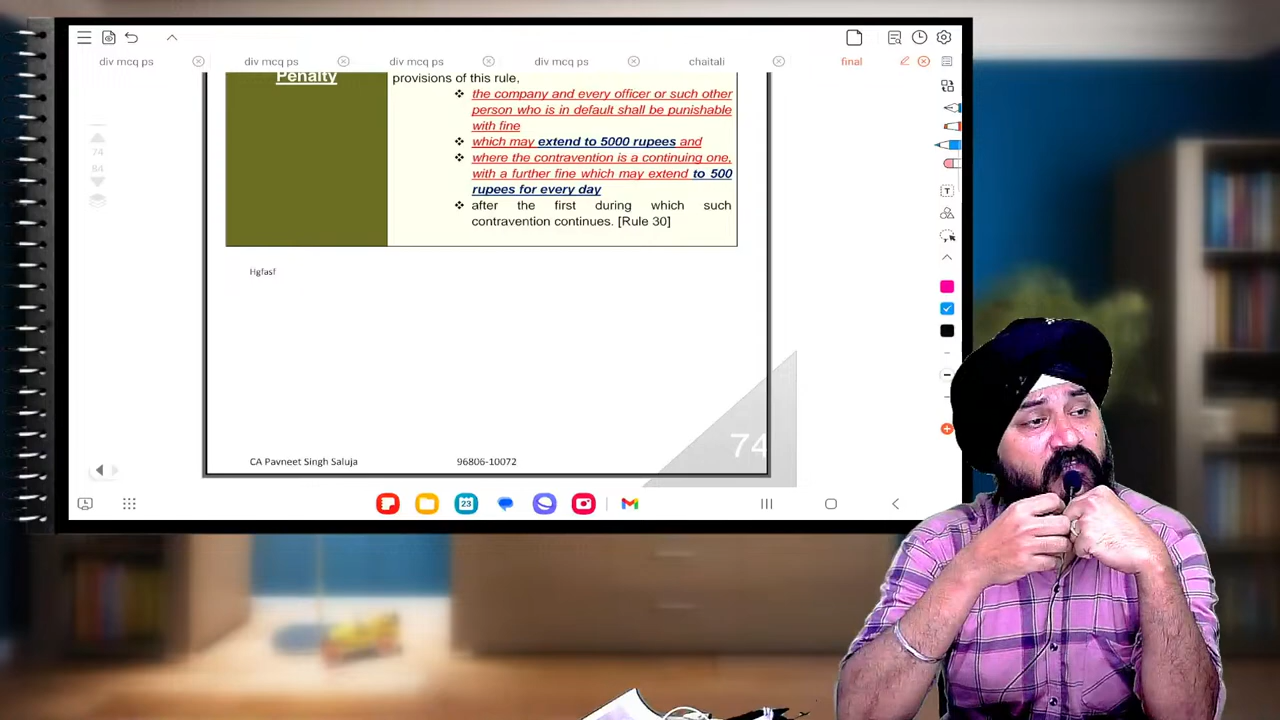 div mcq ps
div mcq ps
div mcq ps
div mcq ps
chaitali
final
Penalty
provisions of this rule,
❖ the company and every officer or such other
person who is in default shall be punishable
with fine
❖ which may extend to 5000 rupees and
❖ where the contravention is a continuing one,
with a further fine which may extend to 500
rupees for every day
❖ after the first during which such
contravention continues. [Rule 30]
74
84
Hgfasf
74
CA Pavneet Singh Saluja
96806-10072
23